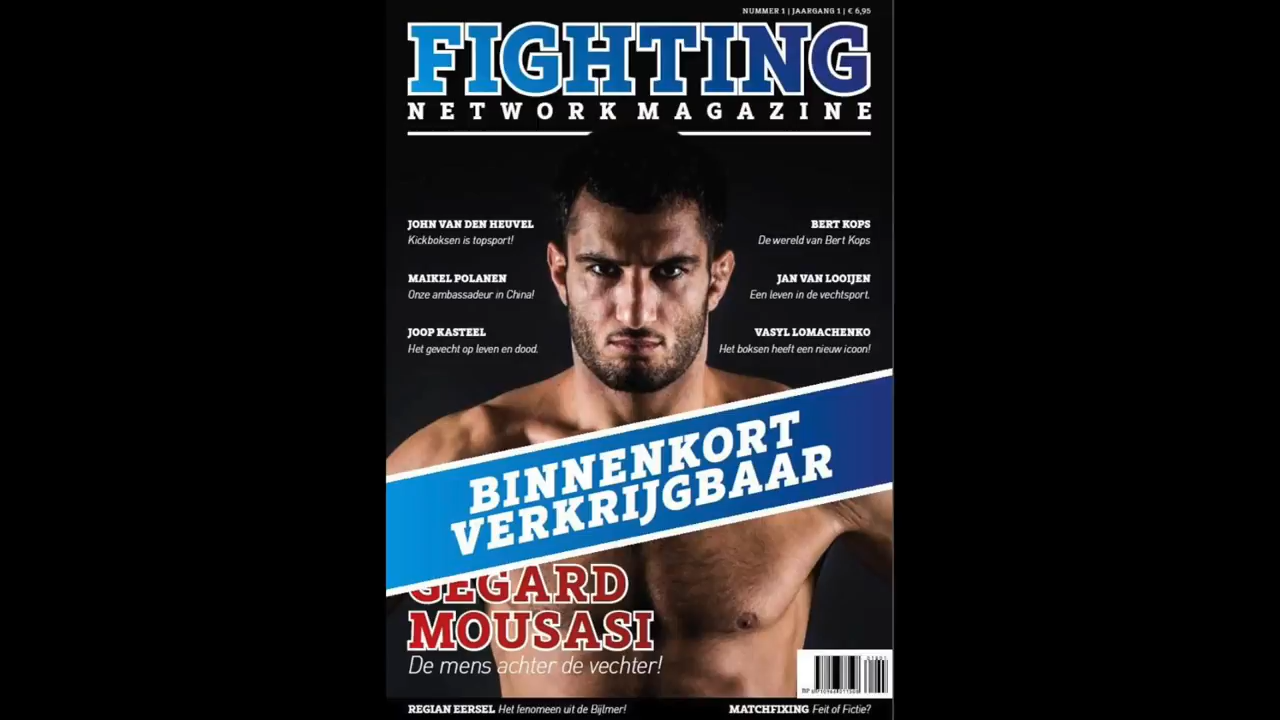 NUMMER 1 | JAARGANG 1 | € 6,95
FIGHTING
NETWORK MAGAZINE
JOHN VAN DEN HEUVEL
Kickboksen is topsport!
MAIKEL POLANEN
Onze ambassadeur in China!
JOOP KASTEEL
Het gevecht op leven en dood.
BERT KOPS
De wereld van Bert Kops
JAN VAN LOOIJEN
Een leven in de vechtsport.
VASYL LOMACHENKO
Het boksen heeft een nieuw icoon!
BINNENKORT
VERKRIJGBAAR
GEGARD
MOUSASI
De mens achter de vechter!
REGIAN EERSEL Het fenomeen uit de Bijlmer!
MATCHFIXING Feit of Fictie?